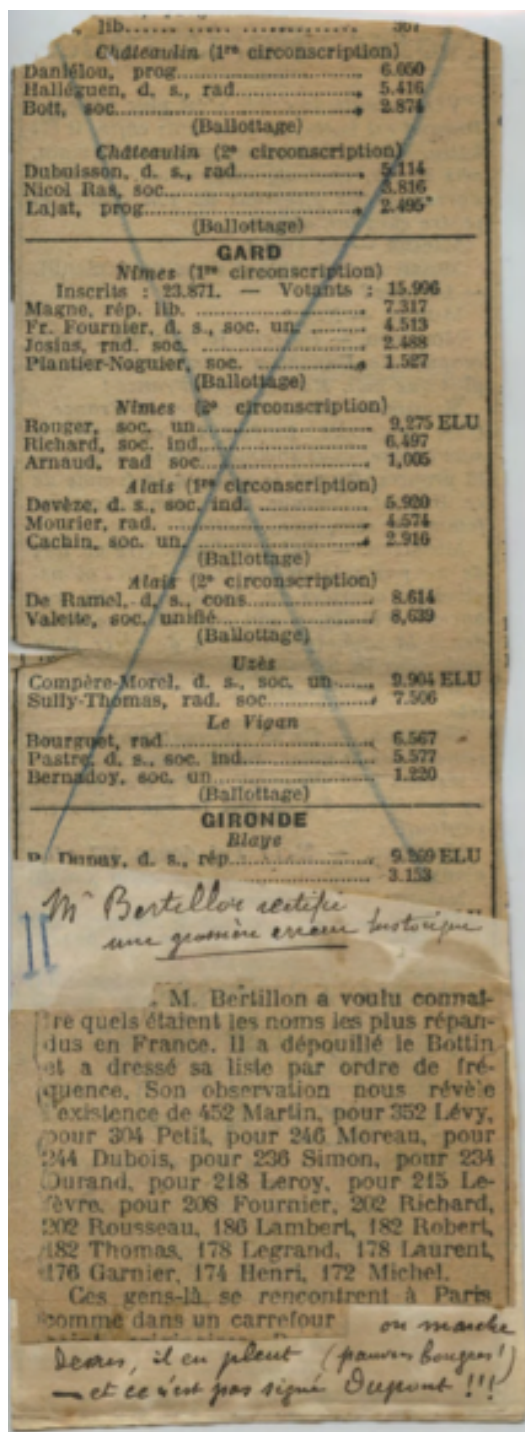 lib.
Châteaulin (1re circonscription)
Daniélou, prog. 6.050
Halléguen, d. s., rad. 5.416
Bott, soc. 2.874
(Ballottage)
Châteaulin (2e circonscription)
Dubuisson, d. s., rad. 5.114
Nicol Ras, soc. 3.816
Lajat, prog. 2.495
(Ballottage)
GARD
Nîmes (1re circonscription)
Inscrits : 23.871. — Votants : 15.996
Magne, rép. lib. 7.317
Fr. Fournier, d. s., soc. un. 4.513
Josias, rad. soc. 2.488
Plantier-Noguier, soc. 1.527
(Ballottage)
Nîmes (2e circonscription)
Rouger, soc. un. 9,275 ELU
Richard, soc. ind. 6.497
Arnaud, rad soc. 1,005
Alais (1re circonscription)
Devèze, d. s., soc. ind. 5.920
Mourier, rad. 4.574
Cachin, soc. un. 2.916
(Ballottage)
Alais (2e circonscription)
De Ramel, d. s., cons. 8.614
Valette, soc. unifié. 8,639
(Ballottage)
Uzès
Compère-Morel, d. s., soc. un. 9.904 ELU
Sully-Thomas, rad. soc. 7.506
Le Vigan
Bourguet, rad. 6.567
Pastre, d. s., soc. ind. 5.577
Bernadoy, soc. un. 1.220
(Ballottage)
GIRONDE
Blaye
Dupuy, d. s., rép. 9.269 ELU
3.153
Mr Bertillon rectifie
une grossière erreur historique
II
M. Bertillon a voulu connaî-
tre quels étaient les noms les plus répan-
dus en France. Il a dépouillé le Bottin
et a dressé sa liste par ordre de fré-
quence. Son observation nous révèle
l'existence de 452 Martin, pour 352 Lévy,
pour 304 Petit, pour 246 Moreau, pour
244 Dubois, pour 236 Simon, pour 234
Durand, pour 218 Leroy, pour 215 Le-
fèvre, pour 208 Fournier, 202 Richard,
202 Rousseau, 186 Lambert, 182 Robert,
182 Thomas, 178 Legrand, 178 Laurent,
176 Garnier, 174 Henri, 172 Michel.
Ces gens-là se rencontrent à Paris
comme dans un carrefour
on marche
dessus, il en pleut (pauvres bougres !)
— et ce n'est pas signé Dupont !!!